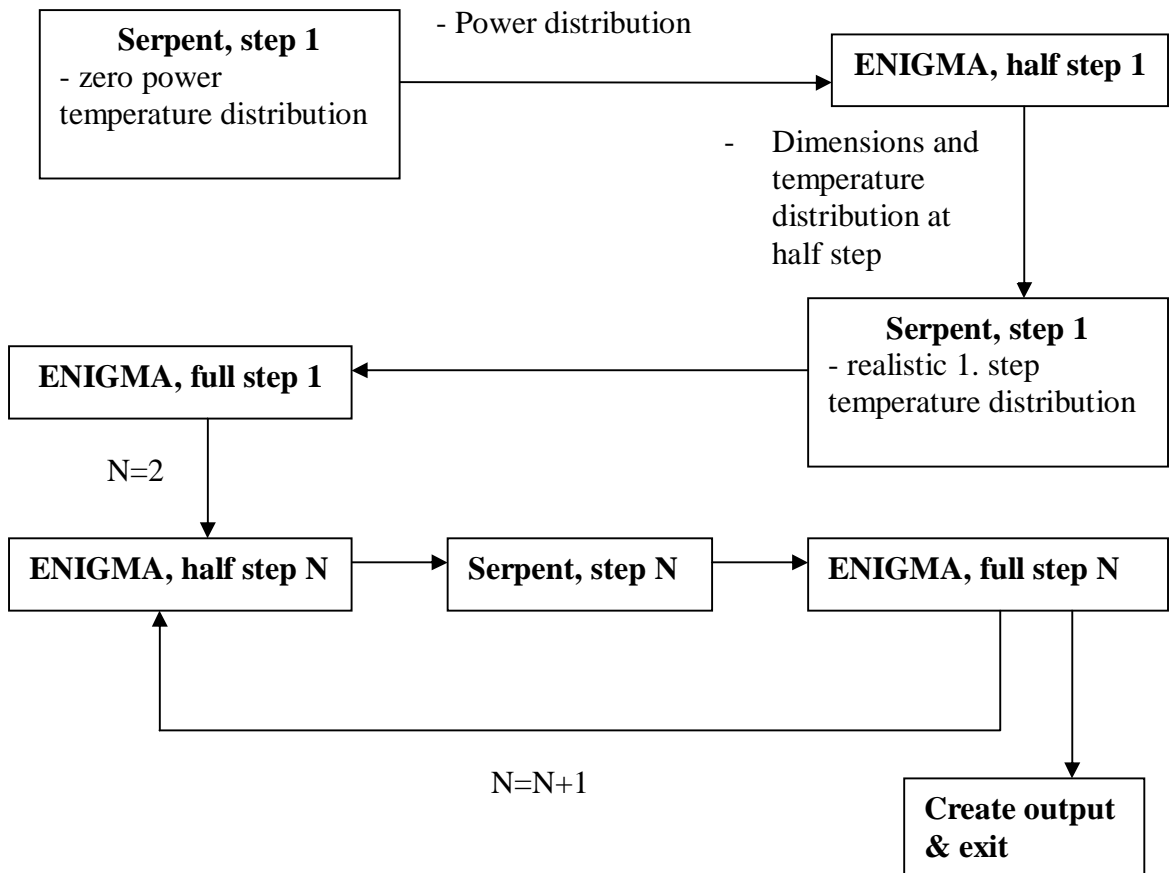 Serpent, step 1
- zero power
temperature distribution
- Power distribution
ENIGMA, half step 1
- Dimensions and
temperature
distribution at
half step
Serpent, step 1
- realistic 1. step
temperature distribution
ENIGMA, full step 1
N=2
ENIGMA, half step N
Serpent, step N
ENIGMA, full step N
N=N+1
Create output
& exit